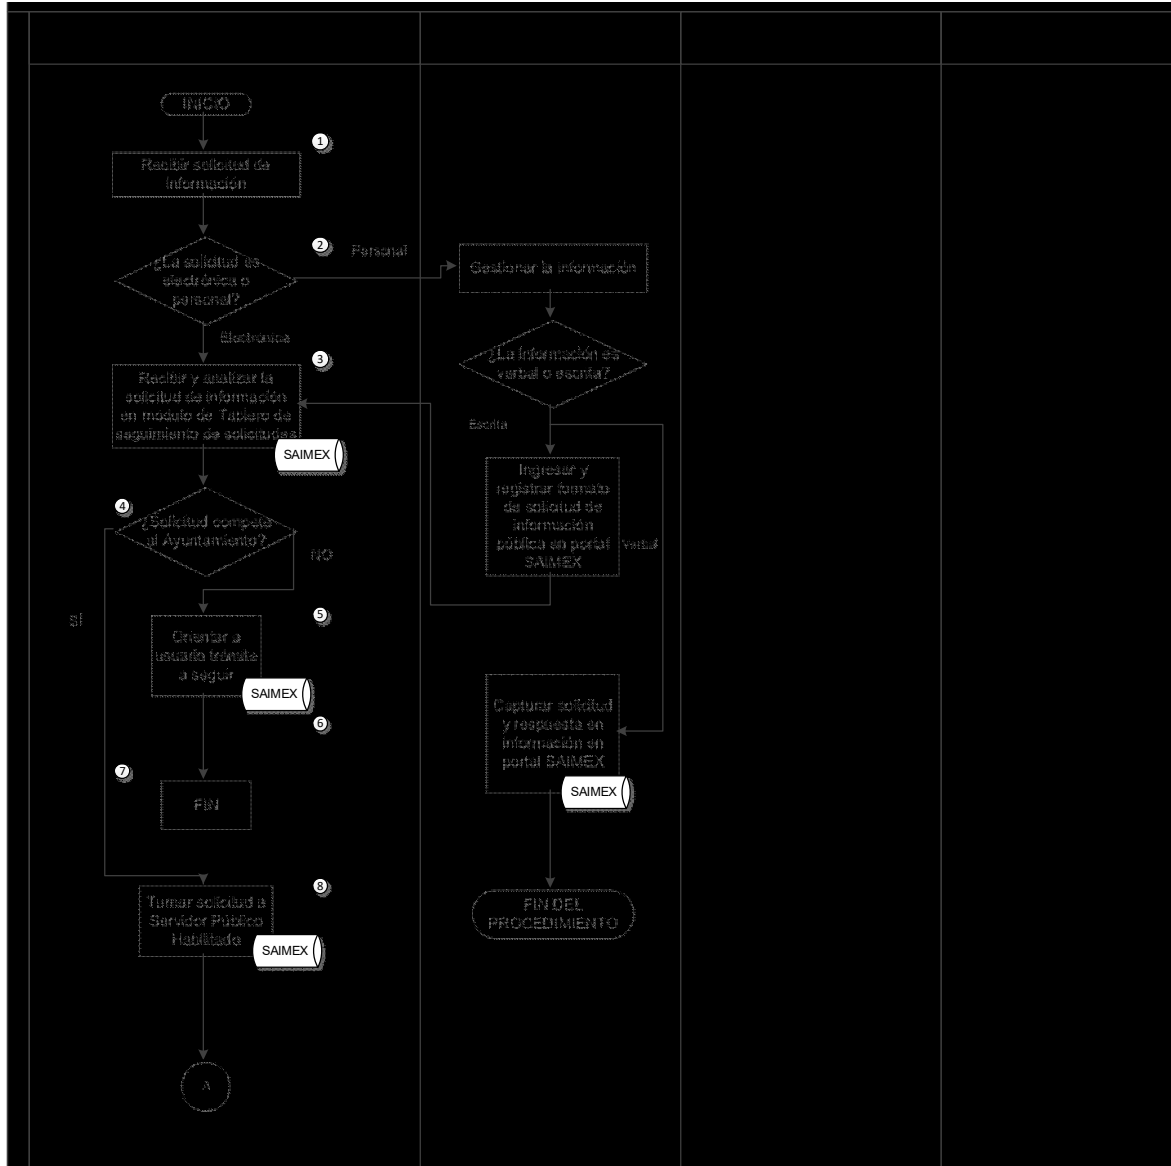 INICIO
1
Recibir solicitud de
Información
2
¿La solicitud es
electrónica o
personal?
Personal
Electrónica
Gestionar la información
¿La Información es
verbal o escrita?
3
Recibir y analizar la
solicitud de información
en módulo de Tablero de
seguimiento de solicitudes
SAIMEX
Escrita
Ingresar y
registrar formato
de solicitud de
información
pública en portal
SAIMEX
Verbal
4
¿Solicitud compete
al Ayuntamiento?
NO
SÍ
5
Orientar a
usuario trámite
a seguir
SAIMEX
6
Capturar solicitud
y respuesta en
información en
portal SAIMEX
SAIMEX
7
FIN
8
Turnar solicitud a
Servidor Público
Habilitado
SAIMEX
FIN DEL
PROCEDIMIENTO
A